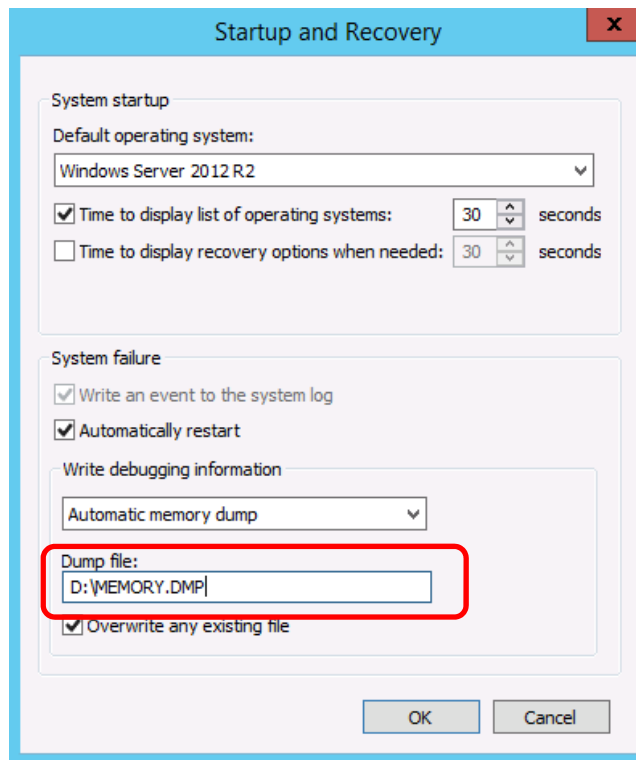 Startup and Recovery
x
System startup
Default operating system:
Windows Server 2012 R2
Time to display list of operating systems: 30 seconds
Time to display recovery options when needed: 30 seconds
System failure
Write an event to the system log
Automatically restart
Write debugging information
Automatic memory dump
Dump file:
D:\MEMORY.DMP
Overwrite any existing file
OK Cancel